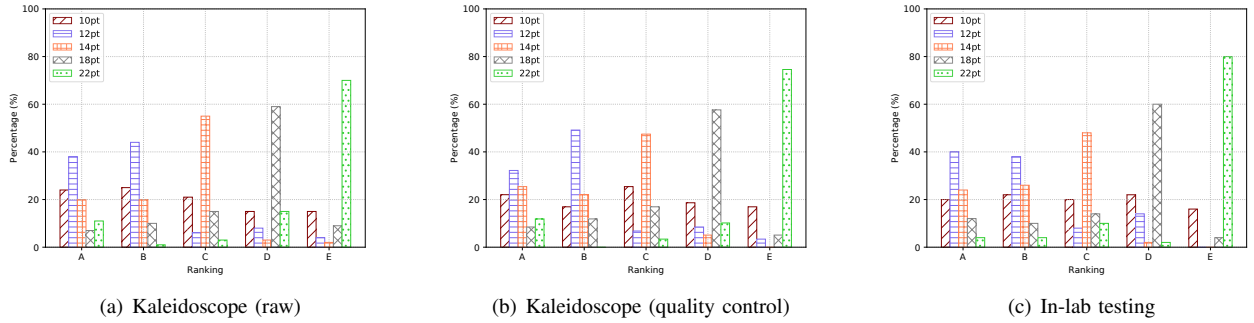 100
80
60
40
20
0
Percentage (%)
10pt
12pt
14pt
18pt
22pt
A B C D E
Ranking
(a) Kaleidoscope (raw)
100
80
60
40
20
0
Percentage (%)
10pt
12pt
14pt
18pt
22pt
A B C D E
Ranking
(b) Kaleidoscope (quality control)
100
80
60
40
20
0
Percentage (%)
10pt
12pt
14pt
18pt
22pt
A B C D E
Ranking
(c) In-lab testing